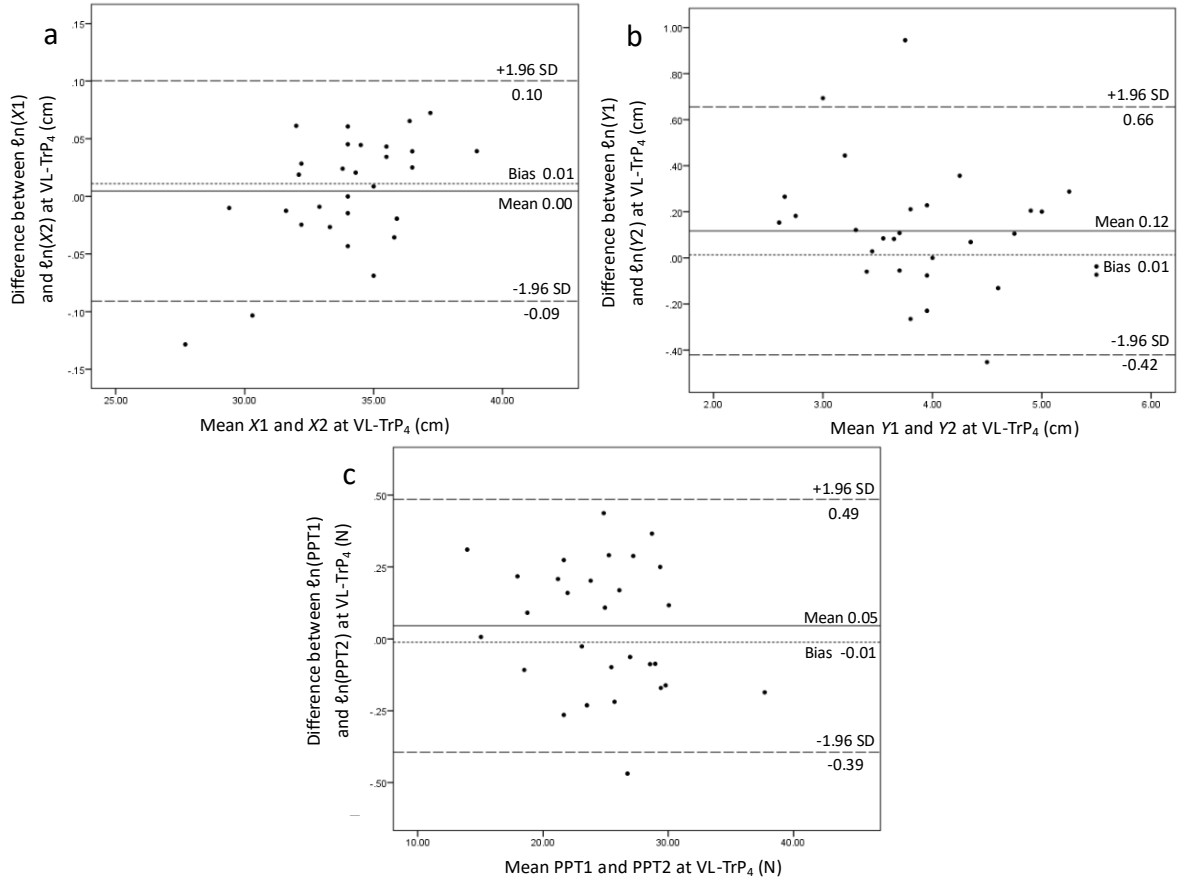 a
Difference between ℓn(X1)
and ℓn(X2) at VL-TrP₄ (cm)
.15
.10
.05
.00
-.05
-.10
-.15
+1.96 SD
0.10
Bias 0.01
Mean 0.00
-1.96 SD
-0.09
25.00 30.00 35.00 40.00
Mean X1 and X2 at VL-TrP₄ (cm)
b
Difference between ℓn(Y1)
and ℓn(Y2) at VL-TrP₄ (cm)
1.00
.80
.60
.40
.20
.00
-.20
-.40
+1.96 SD
0.66
Mean 0.12
Bias 0.01
-1.96 SD
-0.42
2.00 3.00 4.00 5.00 6.00
Mean Y1 and Y2 at VL-TrP₄ (cm)
c
Difference between ℓn(PPT1)
and ℓn(PPT2) at VL-TrP₄ (N)
.50
.25
.00
-.25
-.50
+1.96 SD
0.49
Mean 0.05
Bias -0.01
-1.96 SD
-0.39
10.00 20.00 30.00 40.00
Mean PPT1 and PPT2 at VL-TrP₄ (N)